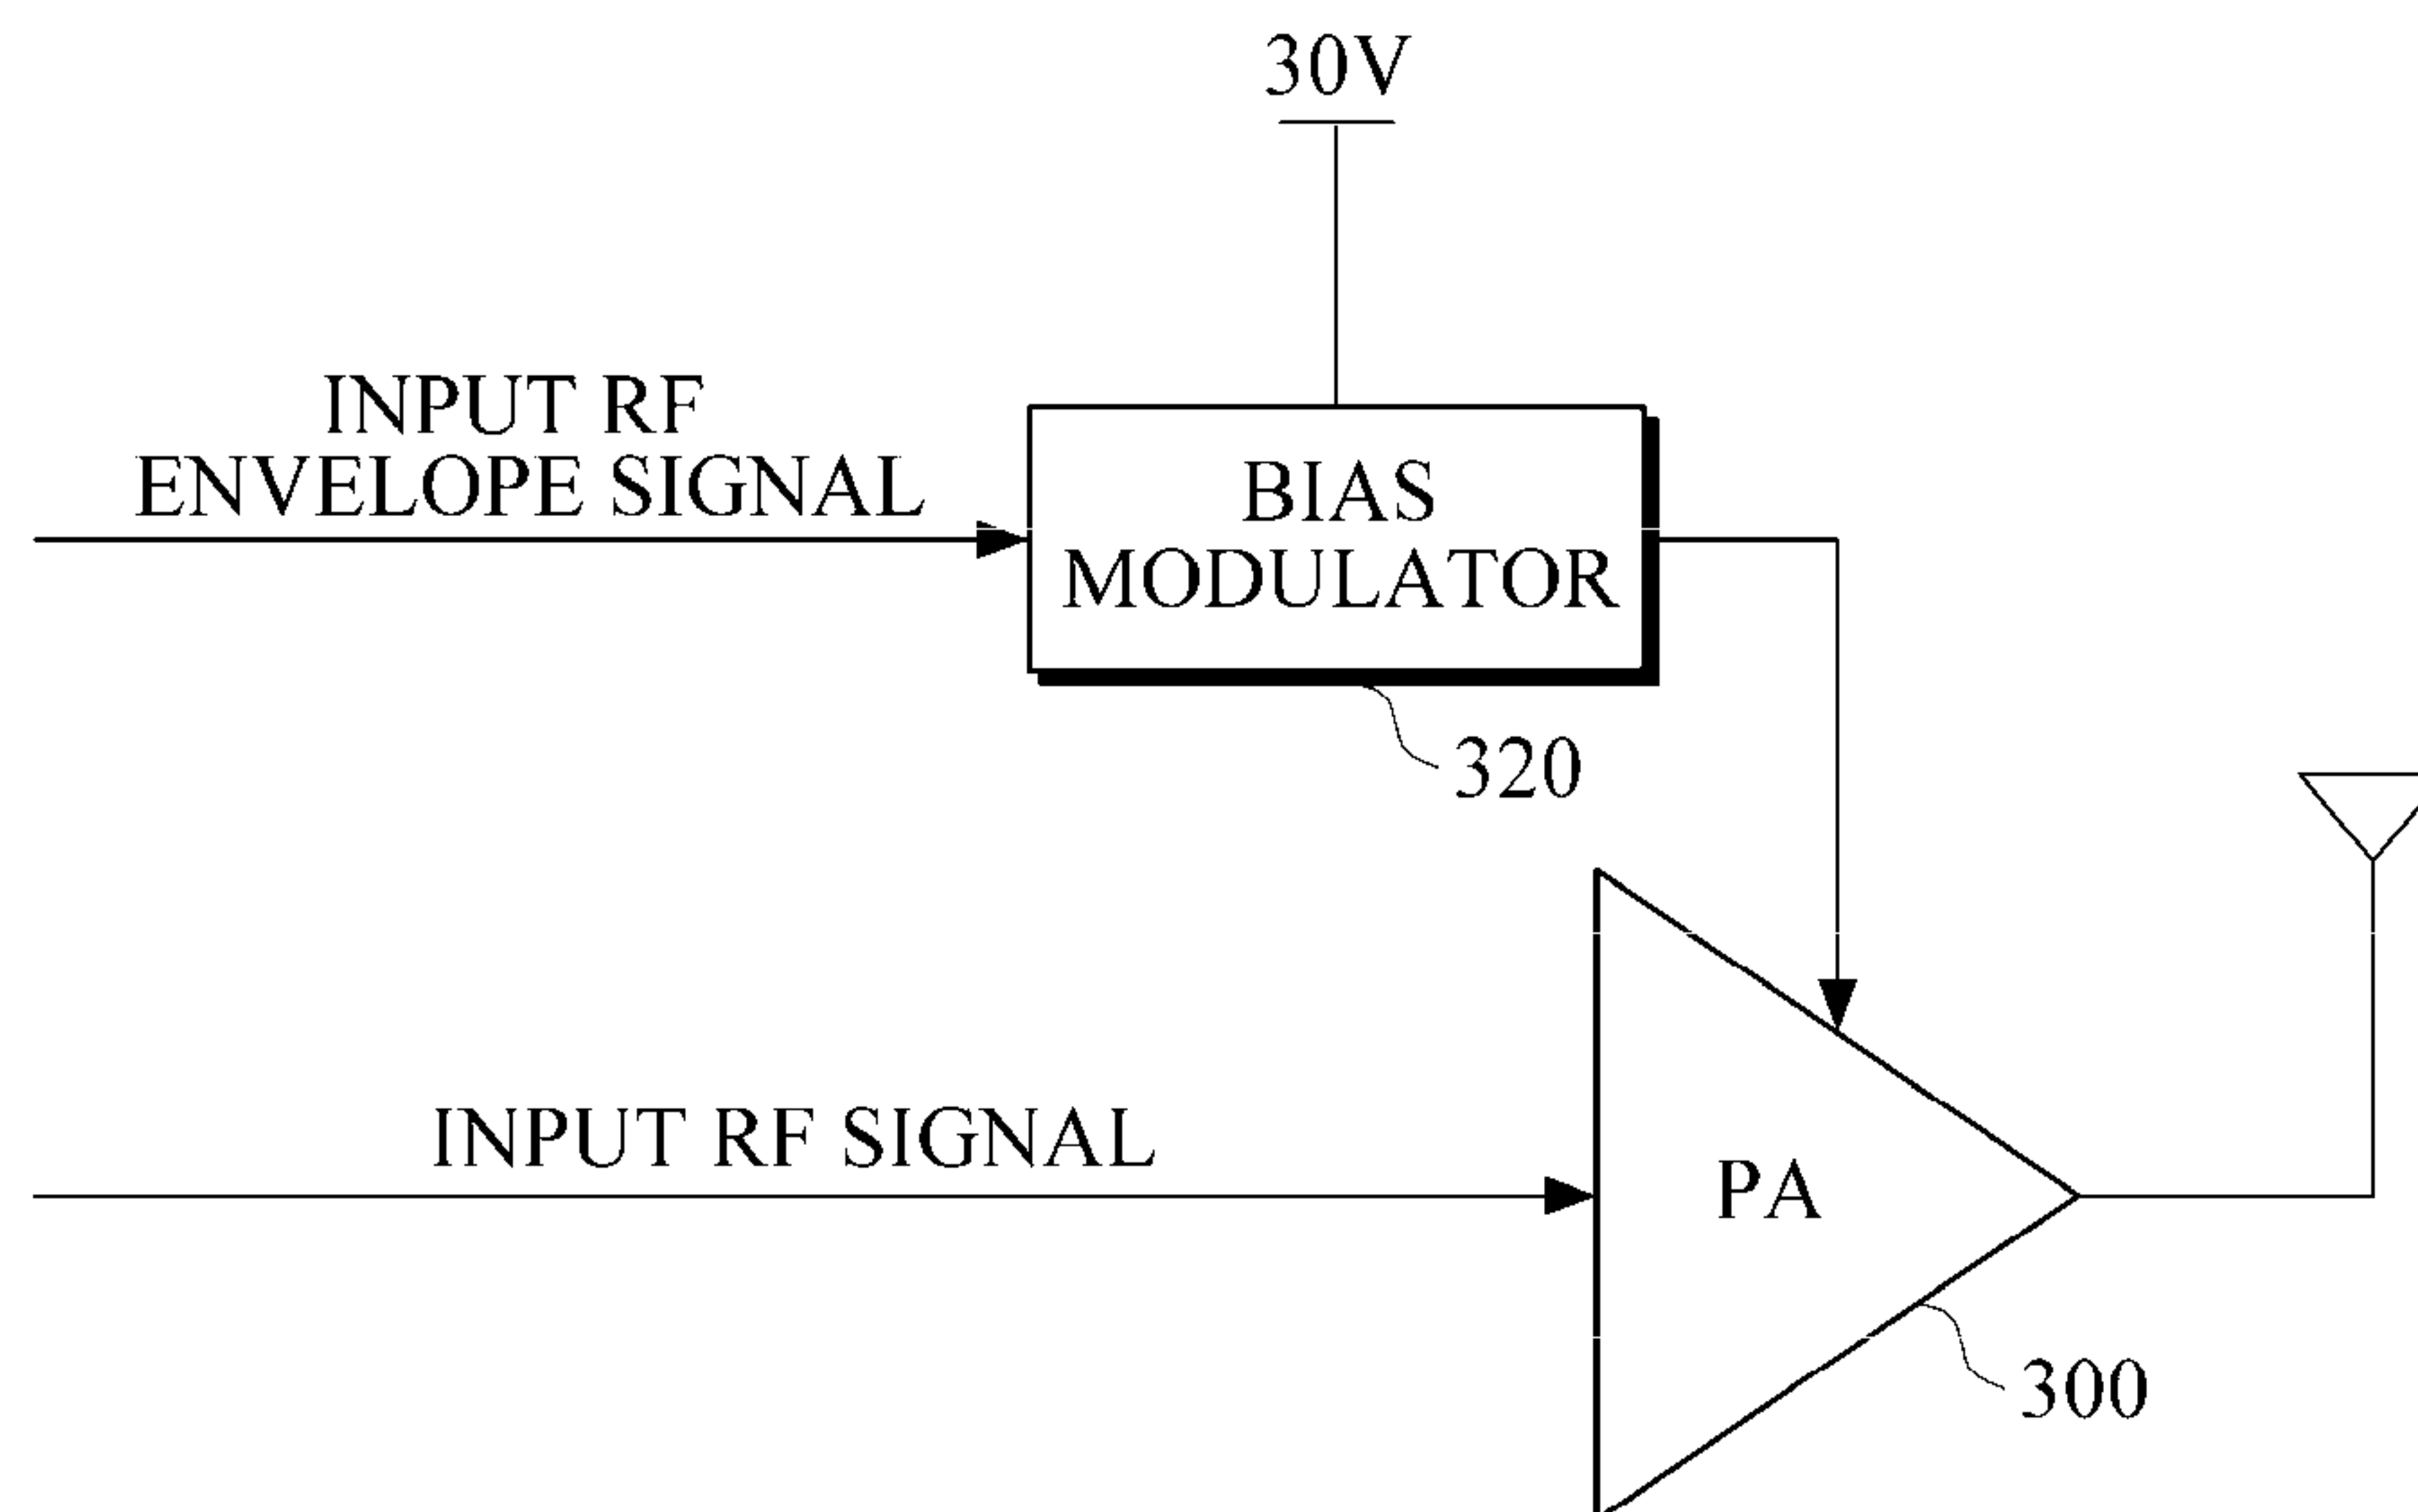 30V
INPUT RF
ENVELOPE SIGNAL
BIAS
MODULATOR
320
INPUT RF SIGNAL
PA
300